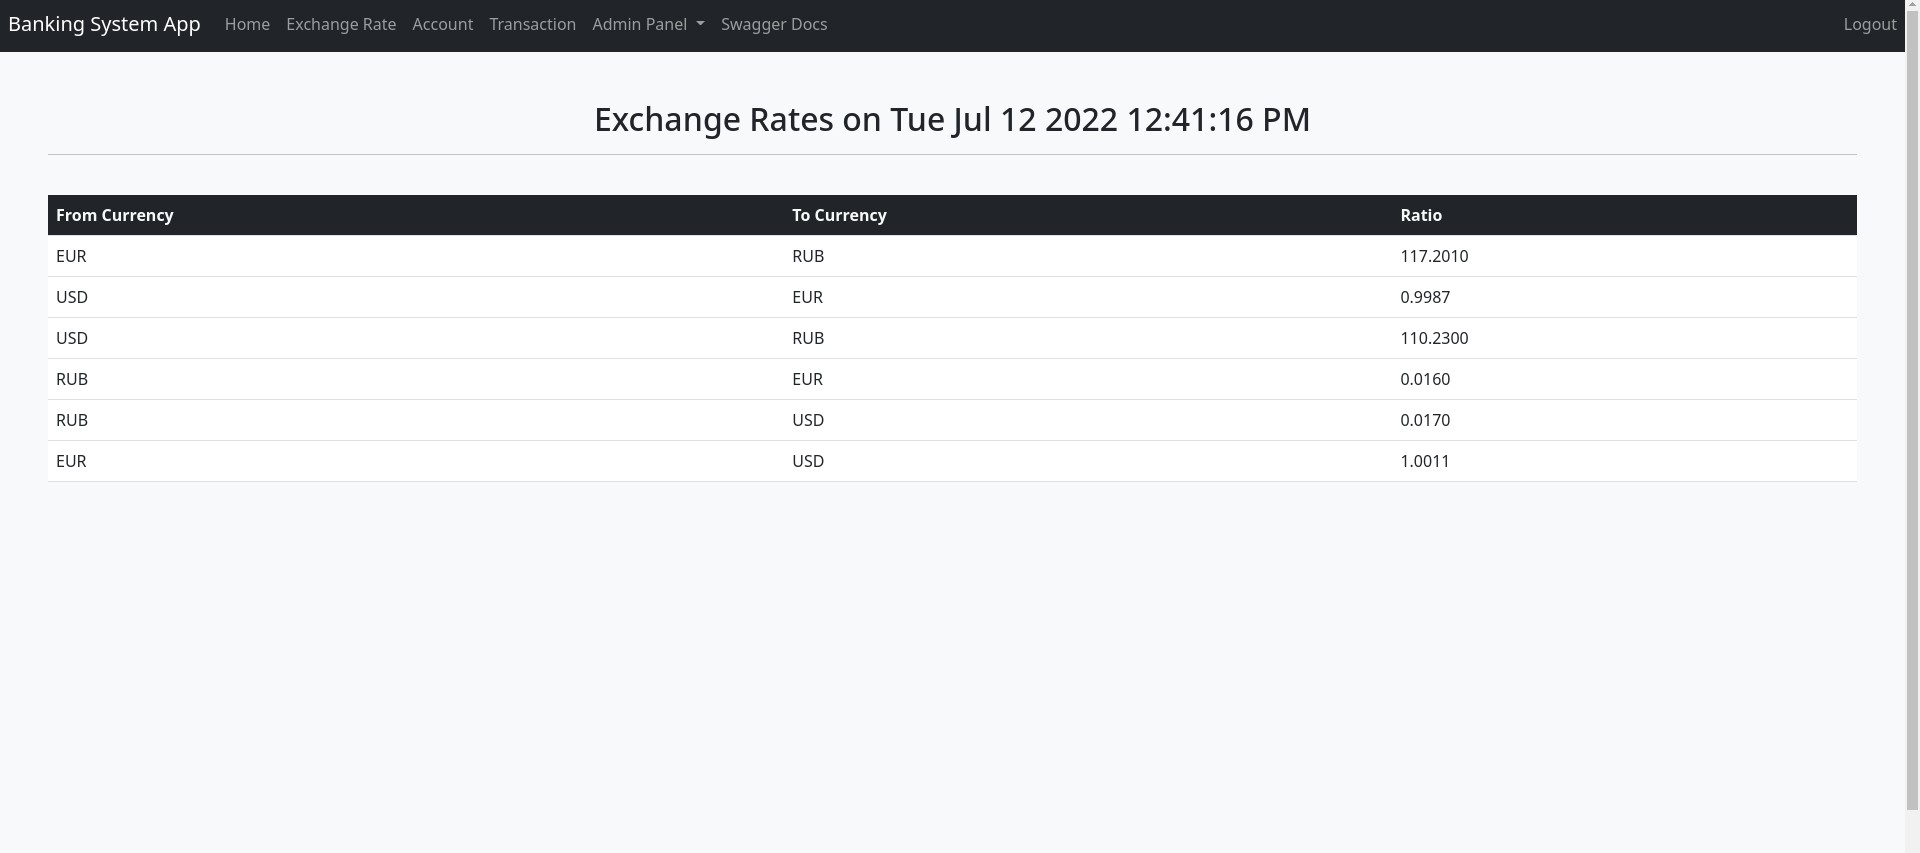 Banking System App Home Exchange Rate Account Transaction Admin Panel Swagger Docs Logout
Exchange Rates on Tue Jul 12 2022 12:41:16 PM
From Currency To Currency Ratio
EUR RUB 117.2010
USD EUR 0.9987
USD RUB 110.2300
RUB EUR 0.0160
RUB USD 0.0170
EUR USD 1.0011